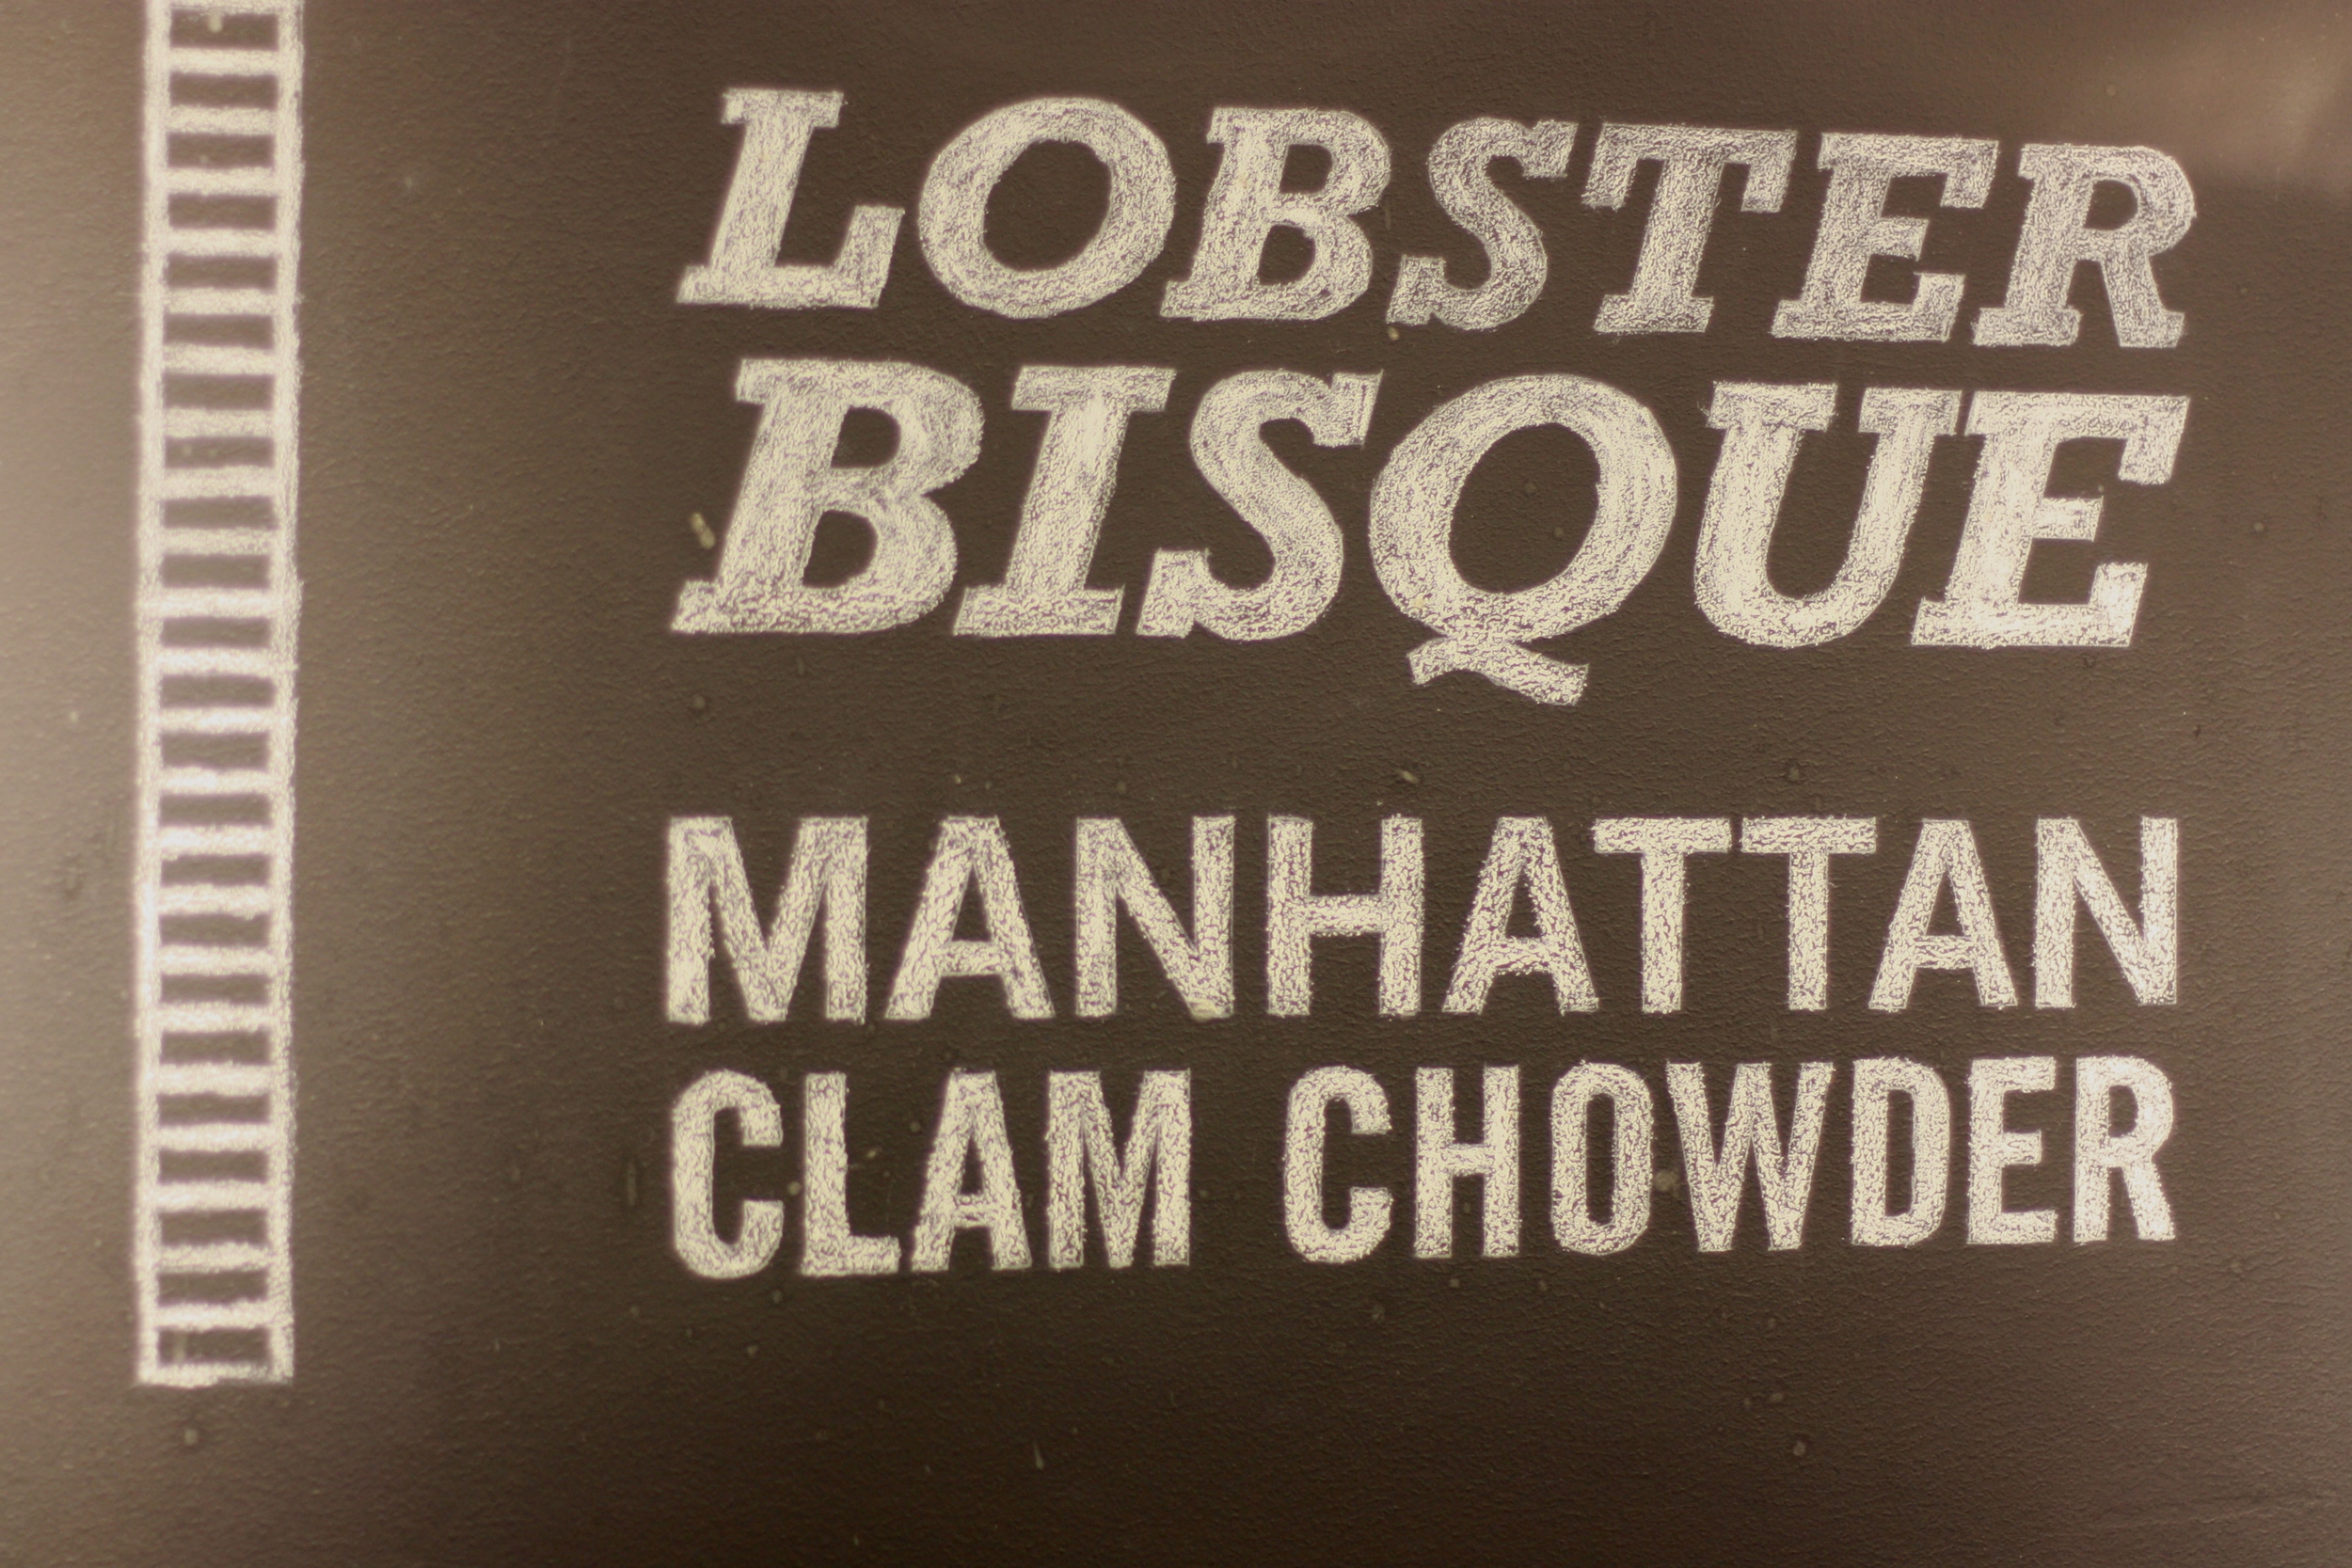 LOBSTER
BISQUE
MANHATTAN
CLAM CHOWDER